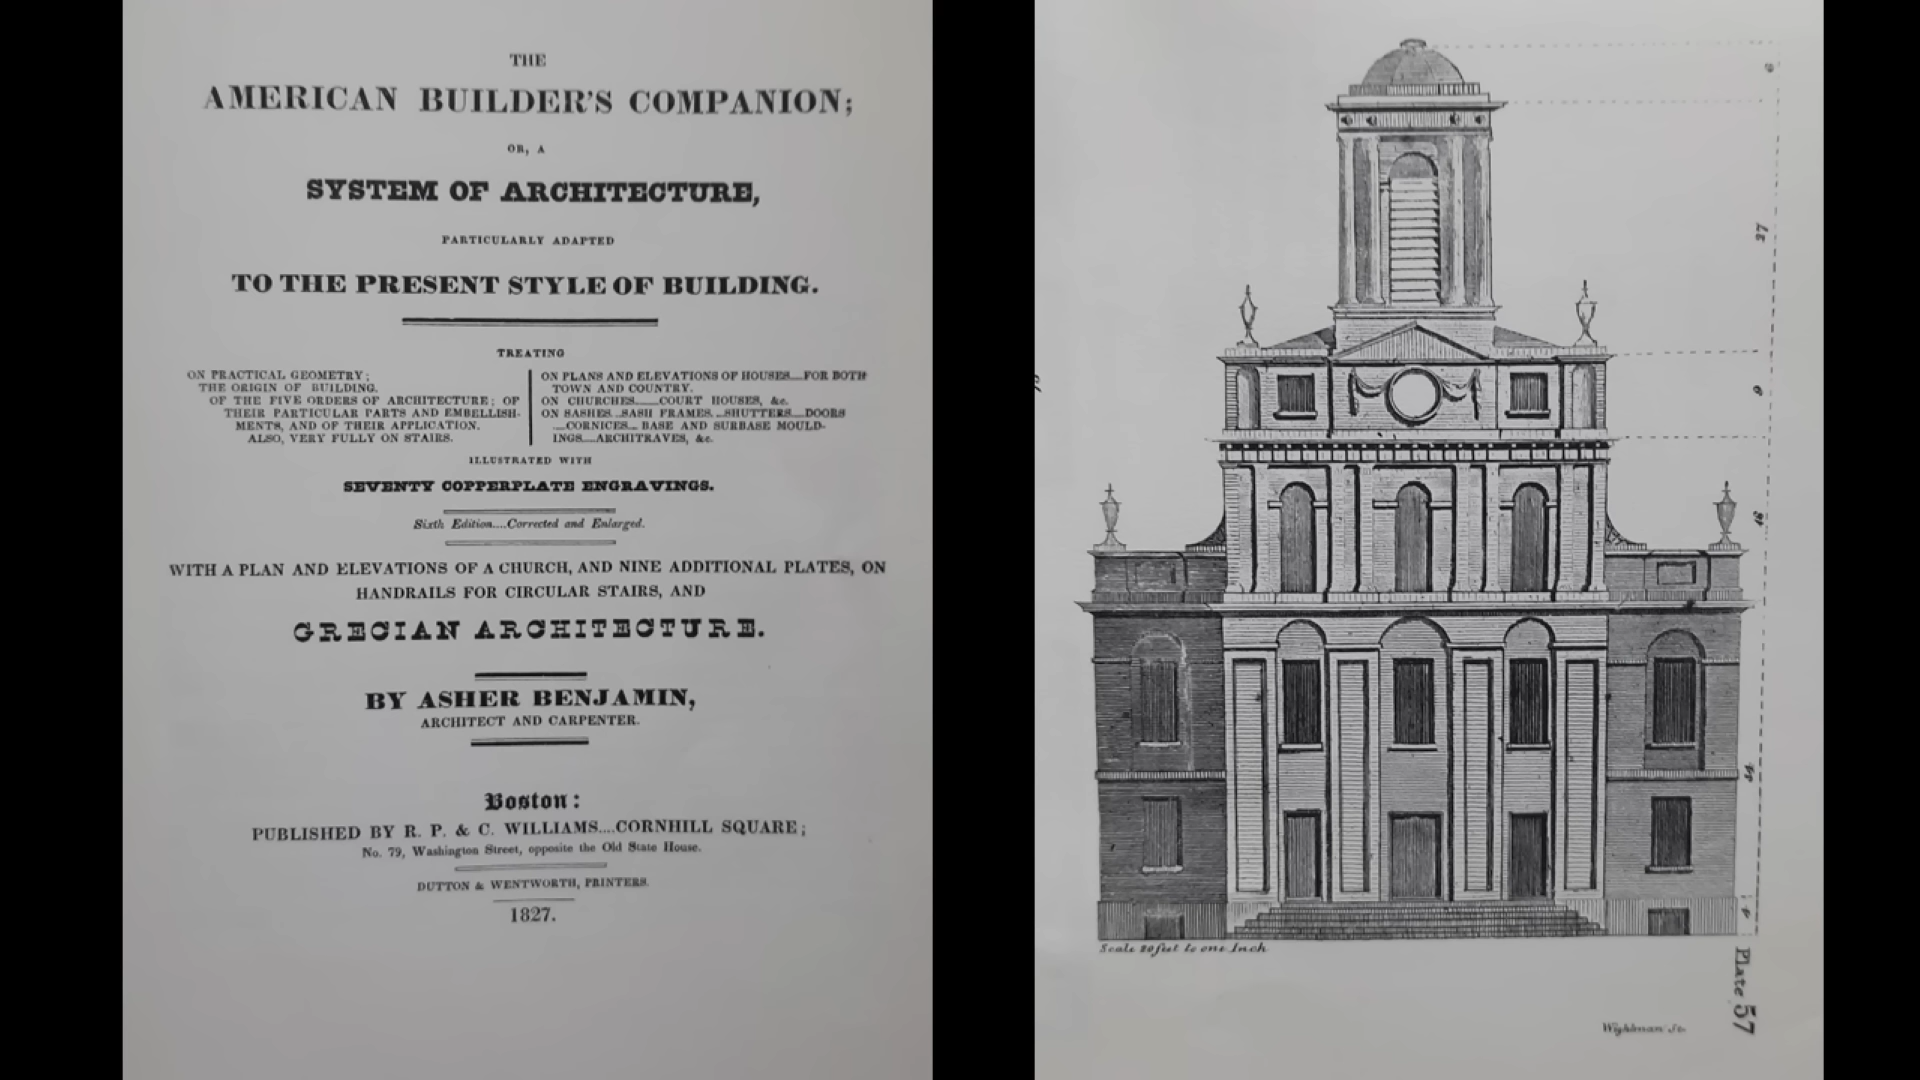 THE
AMERICAN BUILDER'S COMPANION;
OR, A
SYSTEM OF ARCHITECTURE,
PARTICULARLY ADAPTED
TO THE PRESENT STYLE OF BUILDING.
TREATING
ON PRACTICAL GEOMETRY;
THE ORIGIN OF BUILDING.
OF THE FIVE ORDERS OF ARCHITECTURE; OF
THEIR PARTICULAR PARTS AND EMBELLISH-
MENTS, AND OF THEIR APPLICATION.
ALSO, VERY FULLY ON STAIRS.
ON PLANS AND ELEVATIONS OF HOUSES....FOR BOTH
TOWN AND COUNTRY.
ON CHURCHES......COURT HOUSES, &c.
ON SASHES...SASH FRAMES...SHUTTERS....DOORS
....CORNICES.... BASE AND SURBASE MOULD-
INGS....ARCHITRAVES, &c.
ILLUSTRATED WITH
SEVENTY COPPERPLATE ENGRAVINGS.
Sixth Edition....Corrected and Enlarged.
WITH A PLAN AND ELEVATIONS OF A CHURCH, AND NINE ADDITIONAL PLATES, ON
HANDRAILS FOR CIRCULAR STAIRS, AND
GRECIAN ARCHITECTURE.
BY ASHER BENJAMIN,
ARCHITECT AND CARPENTER.
Boston:
PUBLISHED BY R. P. & C. WILLIAMS....CORNHILL SQUARE;
No. 79, Washington Street, opposite the Old State House.
DUTTON & WENTWORTH, PRINTERS.
1827.
9
27
9
16
44
4
Scale 20 feet to one Inch
Plate 57
Wightman Sc.